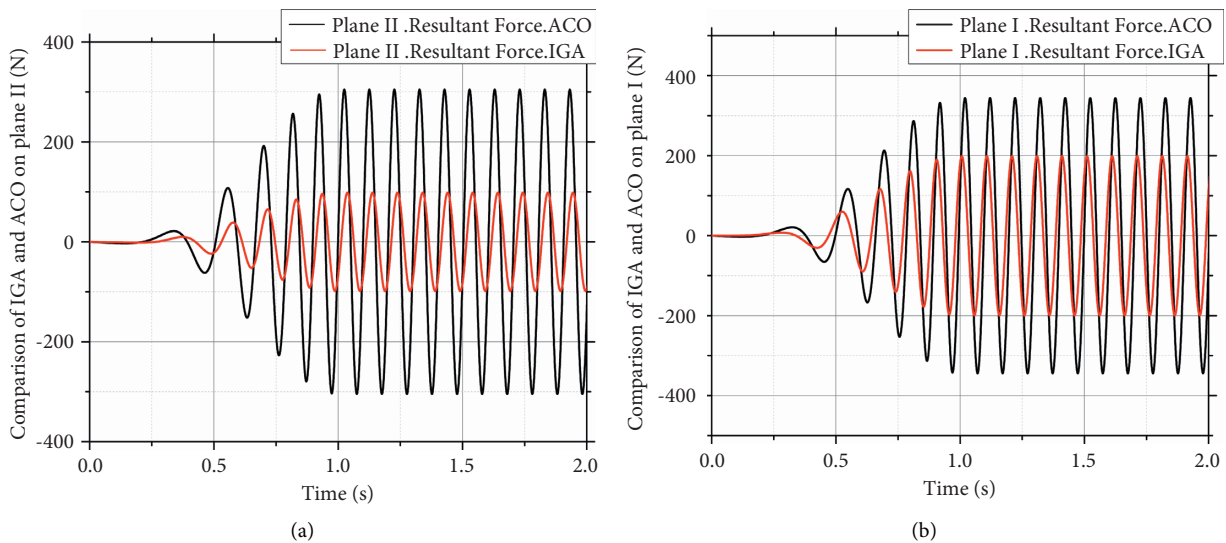 Plane II .Resultant Force.ACO
Plane II .Resultant Force.IGA
Comparison of IGA and ACO on plane II (N)
400
200
0
-200
-400
0.0 0.5 1.0 1.5 2.0
Time (s)
(a)
Plane I .Resultant Force.ACO
Plane I .Resultant Force.IGA
Comparison of IGA and ACO on plane I (N)
400
200
0
-200
-400
0.0 0.5 1.0 1.5 2.0
Time (s)
(b)